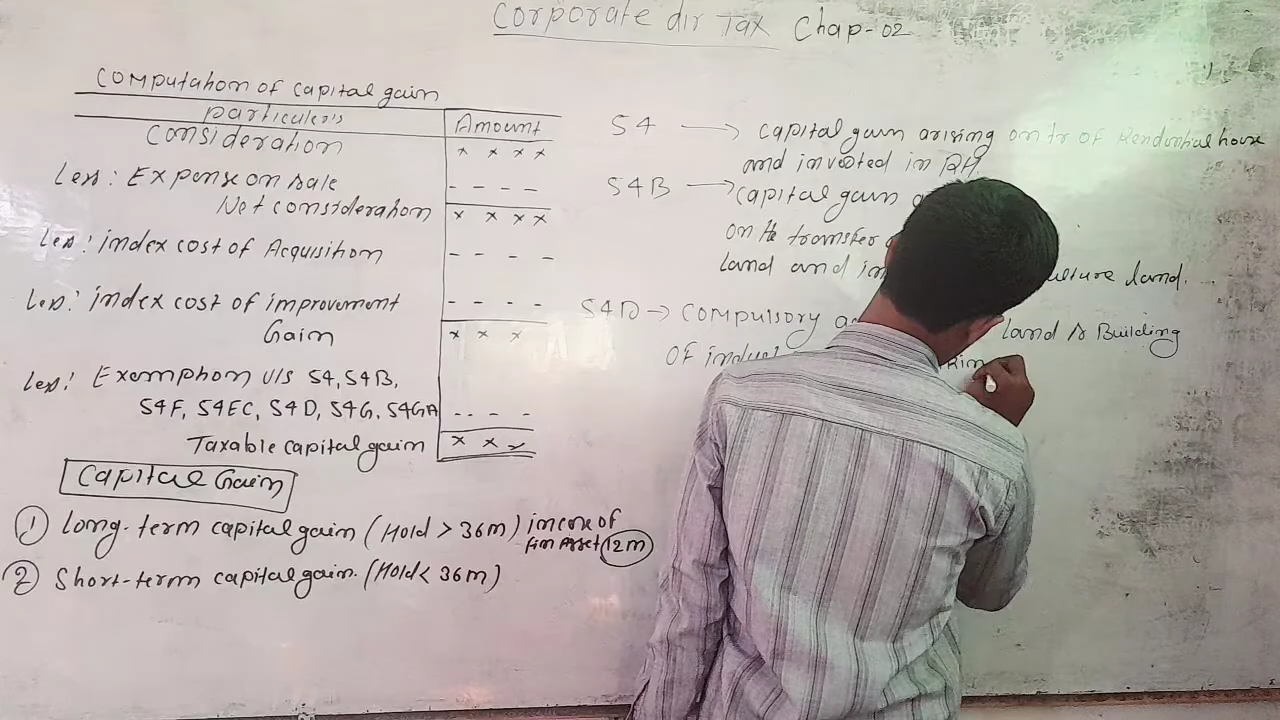 Corporate dir Tax Chap-02
Computation of capital gain
particulers
Amount
Consideration
x x x x
Less: Expense on sale
- - - -
Net consideration
x x x x
Less: index cost of Acquisition
- - - -
Less: index cost of improvement
- - - -
Gain
x x x
Less: Exemption u/s 54, 54B,
54F, 54EC, 54D, 54G, 54GA
-- - -
Taxable capital gain
x x x
Capital Gain
① Long-term capital gain (Hold > 36m) incase of
fin Asset 12m
② Short-term capital gain. (Hold < 36m)
54 → capital gain arising on tr of house
and invested in RH.
54B → capital gain
on the transfer
land and in land.
54D → compulsory land & Building
OF